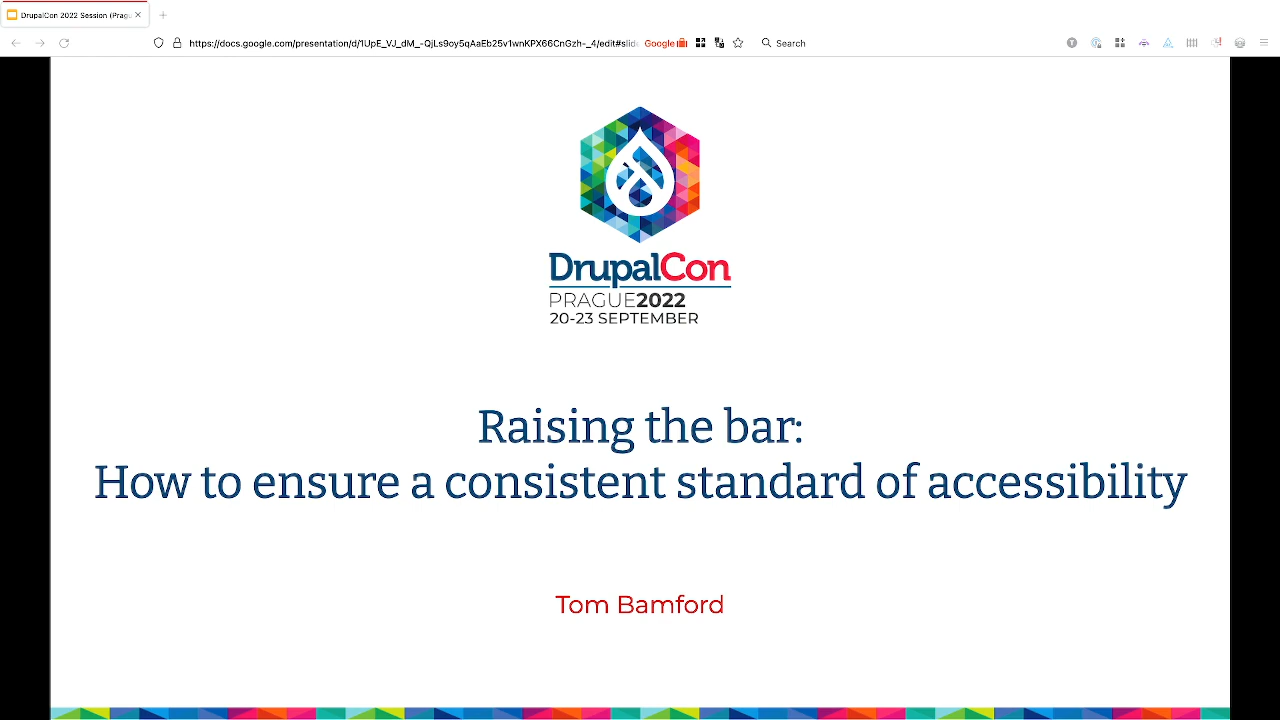 DrupalCon 2022 Session (Pragu
https://docs.google.com/presentation/d/1UpE_VJ_dM_-QjLs9oy5qAaEb25v1wnKPX66CnGzh-_4/edit#slid
Google
Search
DrupalCon
PRAGUE2022
20-23 SEPTEMBER
Raising the bar:
How to ensure a consistent standard of accessibility
Tom Bamford